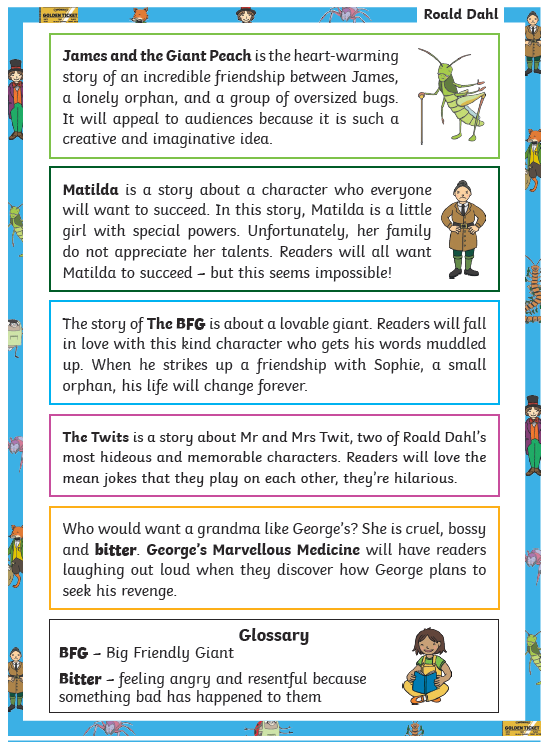 Roald Dahl
GOLDEN TICKET
James and the Giant Peach is the heart-warming
story of an incredible friendship between James,
a lonely orphan, and a group of oversized bugs.
It will appeal to audiences because it is such a
creative and imaginative idea.
Matilda is a story about a character who everyone
will want to succeed. In this story, Matilda is a little
girl with special powers. Unfortunately, her family
do not appreciate her talents. Readers will all want
Matilda to succeed – but this seems impossible!
The story of The BFG is about a lovable giant. Readers will fall
in love with this kind character who gets his words muddled
up. When he strikes up a friendship with Sophie, a small
orphan, his life will change forever.
The Twits is a story about Mr and Mrs Twit, two of Roald Dahl’s
most hideous and memorable characters. Readers will love the
mean jokes that they play on each other, they’re hilarious.
Who would want a grandma like George’s? She is cruel, bossy
and bitter. George’s Marvellous Medicine will have readers
laughing out loud when they discover how George plans to
seek his revenge.
Glossary
BFG – Big Friendly Giant
Bitter – feeling angry and resentful because
something bad has happened to them
GOLDEN TICKET